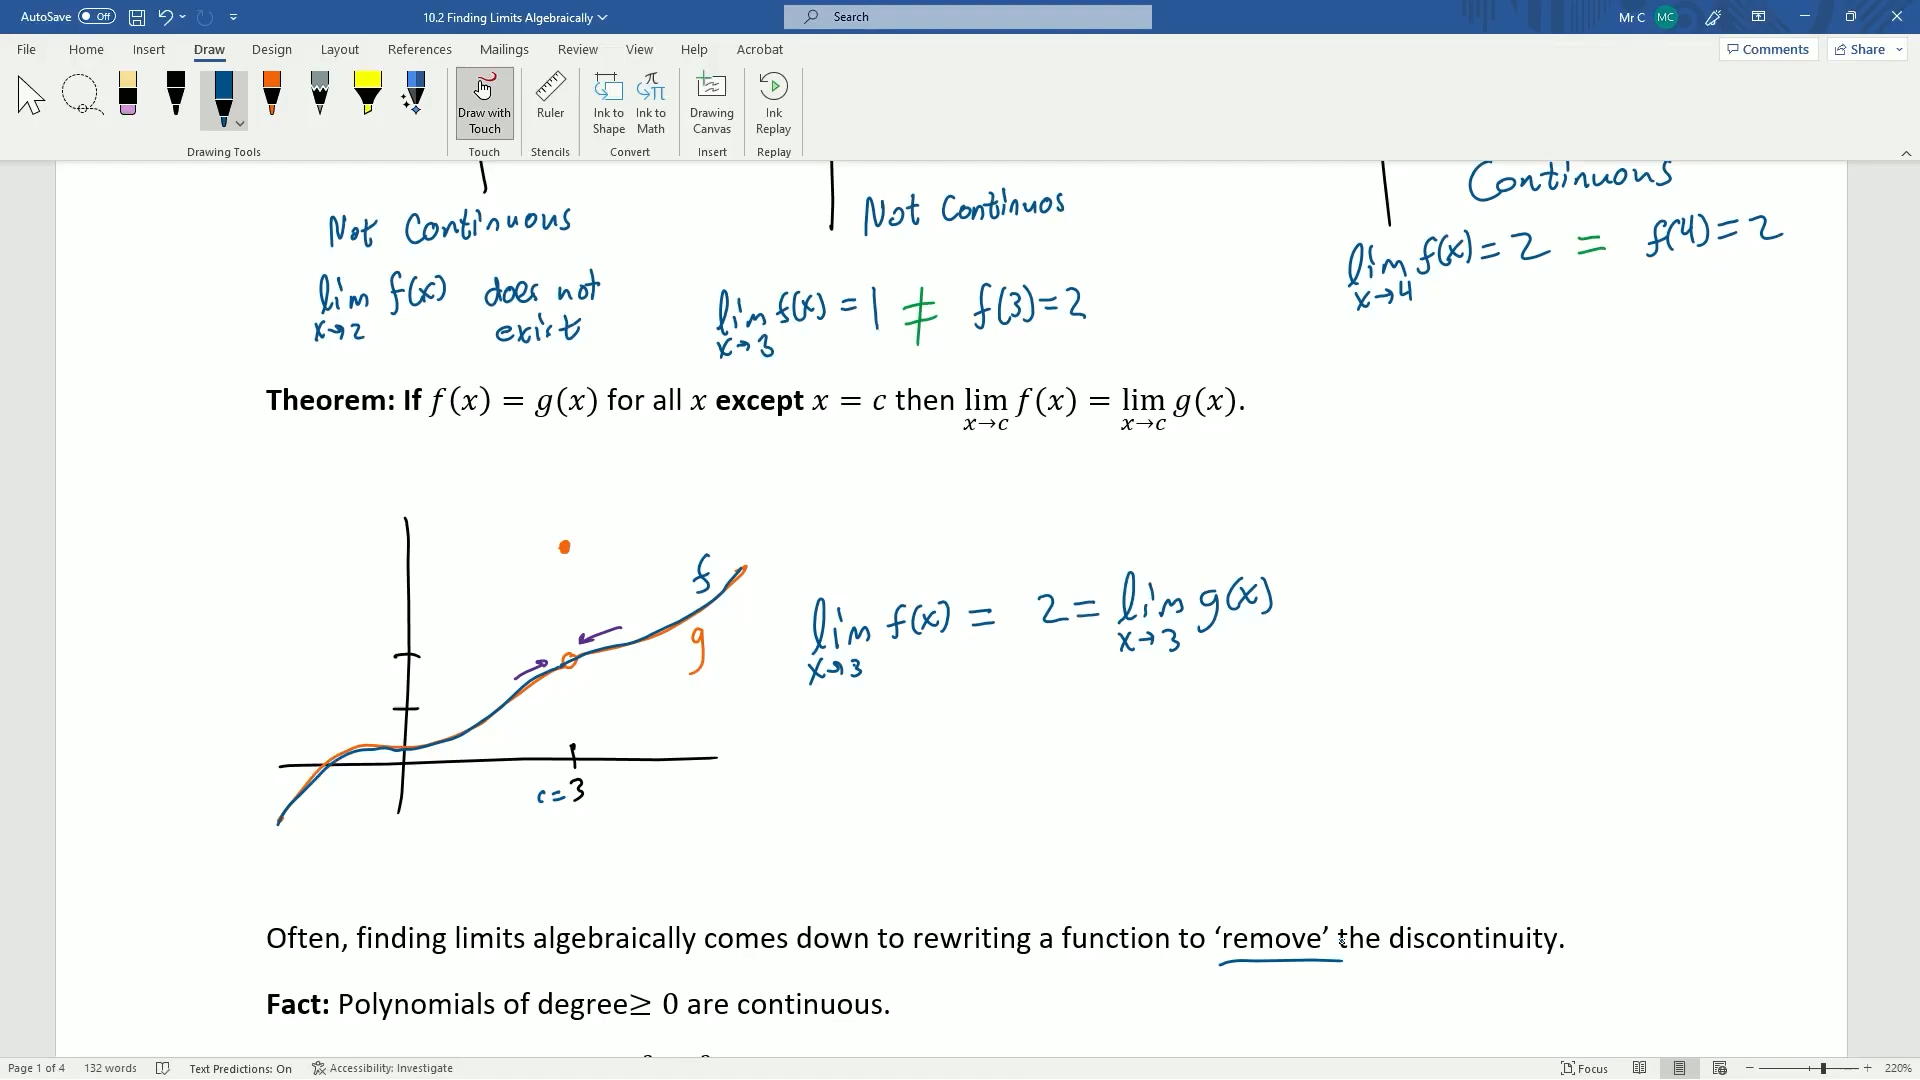 AutoSave Off 10.2 Finding Limits Algebraically Search Mr C MC
File Home Insert Draw Design Layout References Mailings Review View Help Acrobat Comments Share
Draw with Touch Ruler Ink to Shape Ink to Math Drawing Canvas Ink Replay
Drawing Tools Touch Stencils Convert Insert Replay
Not Continuous
lim x→2 f(x) does not exist
Not Continuos
lim x→3 f(x) = 1 ≠ f(3) = 2
Continuous
lim x→4 f(x) = 2 = f(4) = 2
Theorem: If f(x) = g(x) for all x except x = c then lim x→c f(x) = lim x→c g(x).
f
g
c = 3
lim x→3 f(x) = 2 = lim x→3 g(x)
Often, finding limits algebraically comes down to rewriting a function to ‘remove’ the discontinuity.
Fact: Polynomials of degree≥ 0 are continuous.
Page 1 of 4 132 words Text Predictions: On Accessibility: Investigate Focus 220%